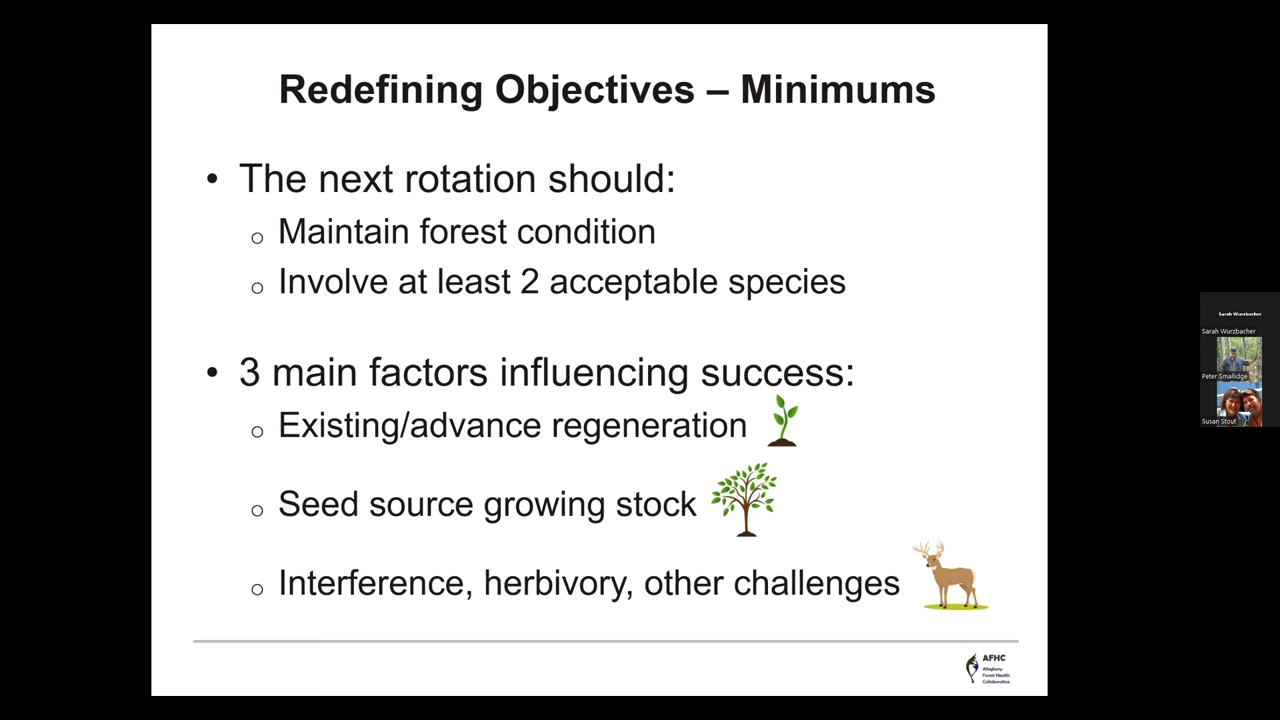 Redefining Objectives – Minimums
• The next rotation should:
o Maintain forest condition
o Involve at least 2 acceptable species
• 3 main factors influencing success:
o Existing/advance regeneration
o Seed source growing stock
o Interference, herbivory, other challenges
AFHC
Allegheny
Forest Health
Collaborative
Sarah Wurzbacher
Sarah Wurzbacher
Peter Smallidge
Susan Stout